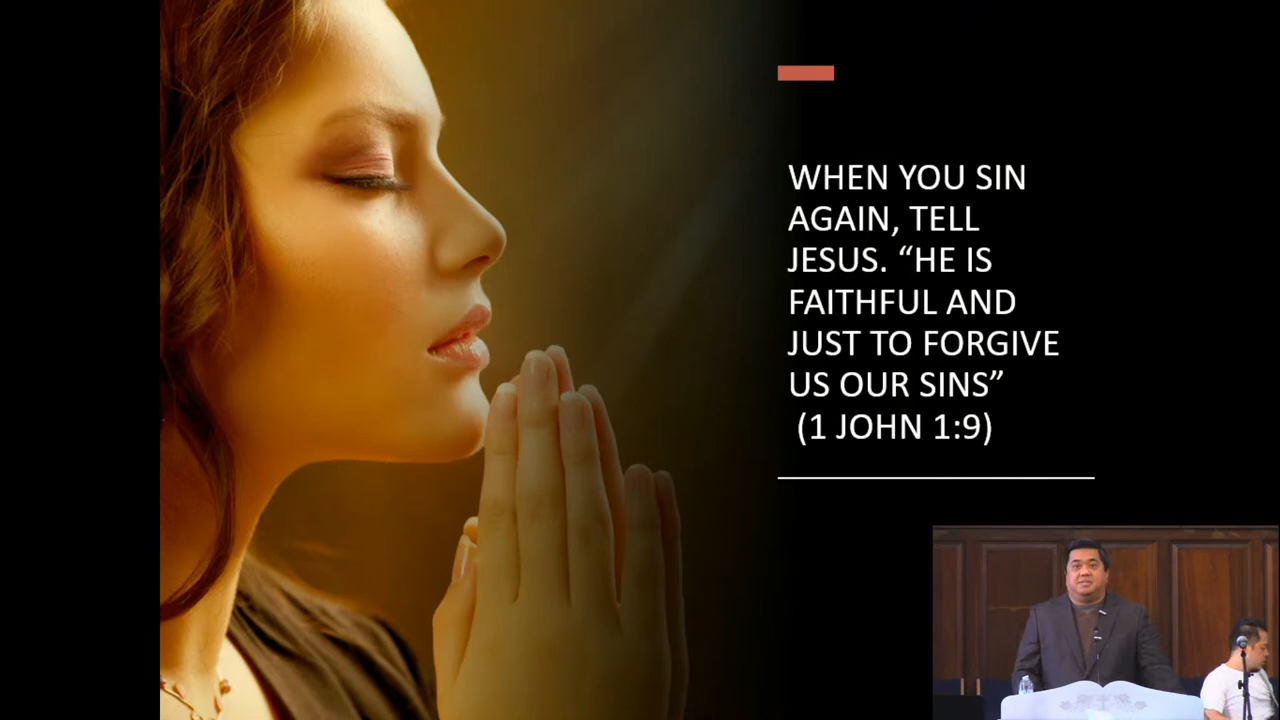 WHEN YOU SIN
AGAIN, TELL
JESUS. “HE IS
FAITHFUL AND
JUST TO FORGIVE
US OUR SINS”
(1 JOHN 1:9)